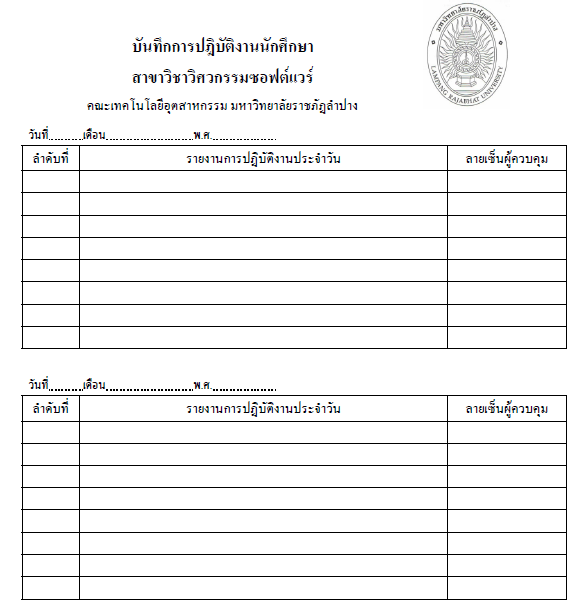 บันทึกการปฏิบัติงานนักศึกษา
สาขาวิชาวิศวกรรมซอฟต์แวร์
คณะเทคโนโลยีอุตสาหกรรม มหาวิทยาลัยราชภัฏลำปาง
มหาวิทยาลัยราชภัฏลำปาง
LAMPANG RAJABHAT UNIVERSITY
วันที่.........เดือน........................พ.ศ..................
ลำดับที่ รายงานการปฏิบัติงานประจำวัน ลายเซ็นผู้ควบคุม
วันที่.........เดือน........................พ.ศ..................
ลำดับที่ รายงานการปฏิบัติงานประจำวัน ลายเซ็นผู้ควบคุม